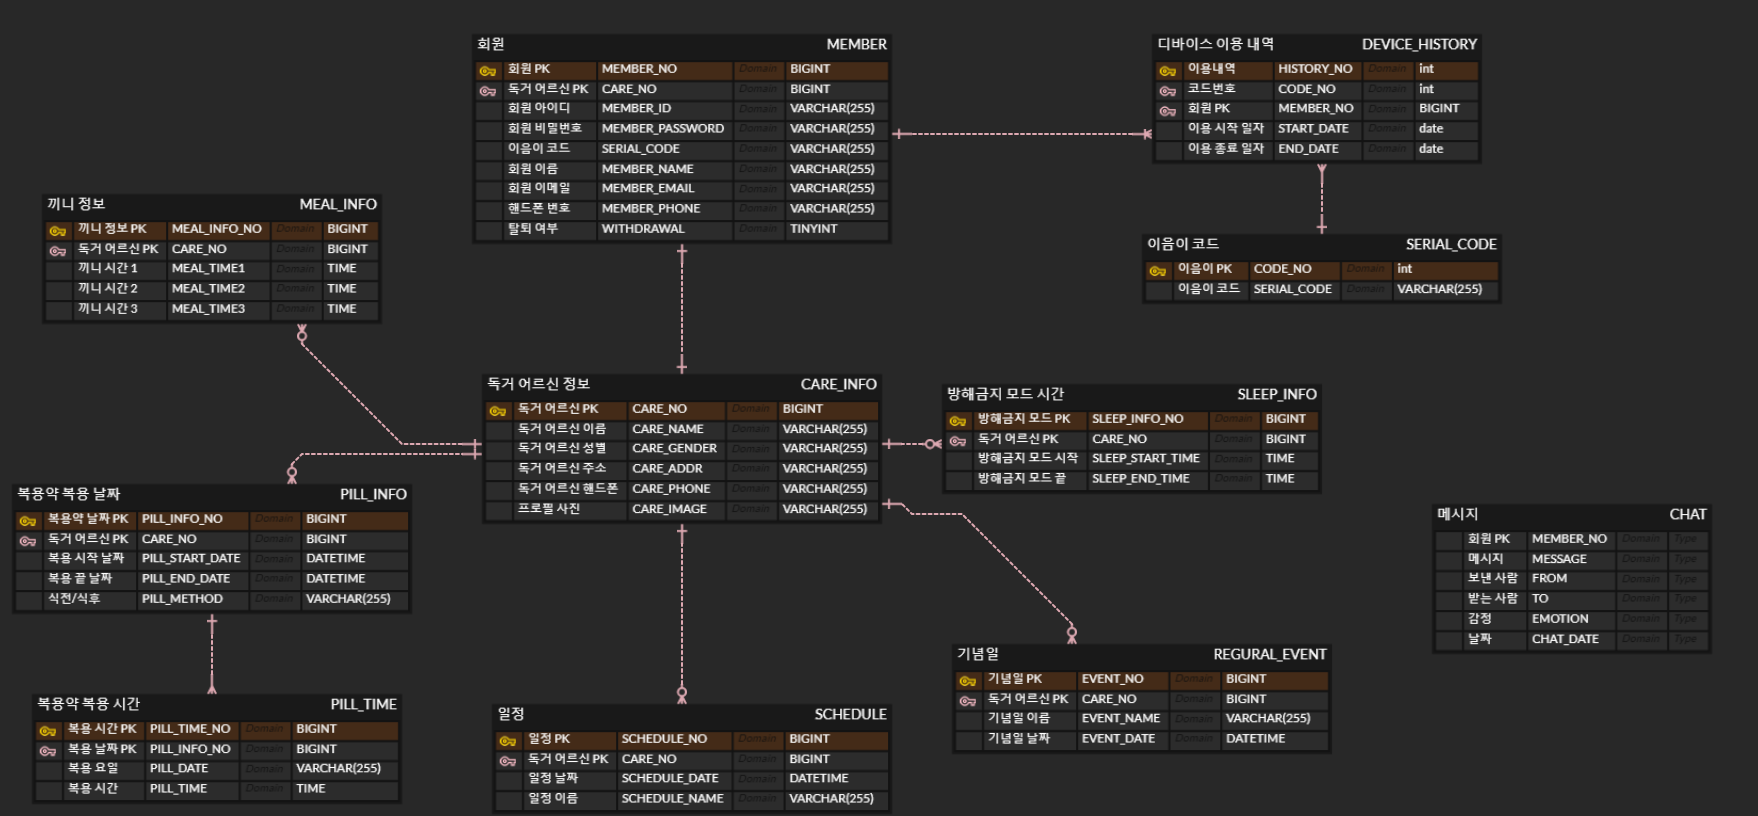 회원 MEMBER
회원 PK MEMBER_NO Domain BIGINT
독거 어르신 PK CARE_NO Domain BIGINT
회원 아이디 MEMBER_ID Domain VARCHAR(255)
회원 비밀번호 MEMBER_PASSWORD Domain VARCHAR(255)
이음이 코드 SERIAL_CODE Domain VARCHAR(255)
회원 이름 MEMBER_NAME Domain VARCHAR(255)
회원 이메일 MEMBER_EMAIL Domain VARCHAR(255)
핸드폰 번호 MEMBER_PHONE Domain VARCHAR(255)
탈퇴 여부 WITHDRAWAL Domain TINYINT
디바이스 이용 내역 DEVICE_HISTORY
이용내역 HISTORY_NO Domain int
코드번호 CODE_NO Domain int
회원 PK MEMBER_NO Domain BIGINT
이용 시작 일자 START_DATE Domain date
이용 종료 일자 END_DATE Domain date
끼니 정보 MEAL_INFO
끼니 정보 PK MEAL_INFO_NO Domain BIGINT
독거 어르신 PK CARE_NO Domain BIGINT
끼니 시간 1 MEAL_TIME1 Domain TIME
끼니 시간 2 MEAL_TIME2 Domain TIME
끼니 시간 3 MEAL_TIME3 Domain TIME
이음이 코드 SERIAL_CODE
이음이 PK CODE_NO Domain int
이음이 코드 SERIAL_CODE Domain VARCHAR(255)
독거 어르신 정보 CARE_INFO
독거 어르신 PK CARE_NO Domain BIGINT
독거 어르신 이름 CARE_NAME Domain VARCHAR(255)
독거 어르신 성별 CARE_GENDER Domain VARCHAR(255)
독거 어르신 주소 CARE_ADDR Domain VARCHAR(255)
독거 어르신 핸드폰 CARE_PHONE Domain VARCHAR(255)
프로필 사진 CARE_IMAGE Domain VARCHAR(255)
방해금지 모드 시간 SLEEP_INFO
방해금지 모드 PK SLEEP_INFO_NO Domain BIGINT
독거 어르신 PK CARE_NO Domain BIGINT
방해금지 모드 시작 SLEEP_START_TIME Domain TIME
방해금지 모드 끝 SLEEP_END_TIME Domain TIME
복용약 복용 날짜 PILL_INFO
복용약 날짜 PK PILL_INFO_NO Domain BIGINT
독거 어르신 PK CARE_NO Domain BIGINT
복용 시작 날짜 PILL_START_DATE Domain DATETIME
복용 끝 날짜 PILL_END_DATE Domain DATETIME
식전/식후 PILL_METHOD Domain VARCHAR(255)
메시지 CHAT
회원 PK MEMBER_NO Domain Type
메시지 MESSAGE Domain Type
보낸 사람 FROM Domain Type
받는 사람 TO Domain Type
감정 EMOTION Domain Type
날짜 CHAT_DATE Domain Type
기념일 REGURAL_EVENT
기념일 PK EVENT_NO Domain BIGINT
독거 어르신 PK CARE_NO Domain BIGINT
기념일 이름 EVENT_NAME Domain VARCHAR(255)
기념일 날짜 EVENT_DATE Domain DATETIME
복용약 복용 시간 PILL_TIME
복용 시간 PK PILL_TIME_NO Domain BIGINT
복용 날짜 PK PILL_INFO_NO Domain BIGINT
복용 요일 PILL_DATE Domain VARCHAR(255)
복용 시간 PILL_TIME Domain TIME
일정 SCHEDULE
일정 PK SCHEDULE_NO Domain BIGINT
독거 어르신 PK CARE_NO Domain BIGINT
일정 날짜 SCHEDULE_DATE Domain DATETIME
일정 이름 SCHEDULE_NAME Domain VARCHAR(255)